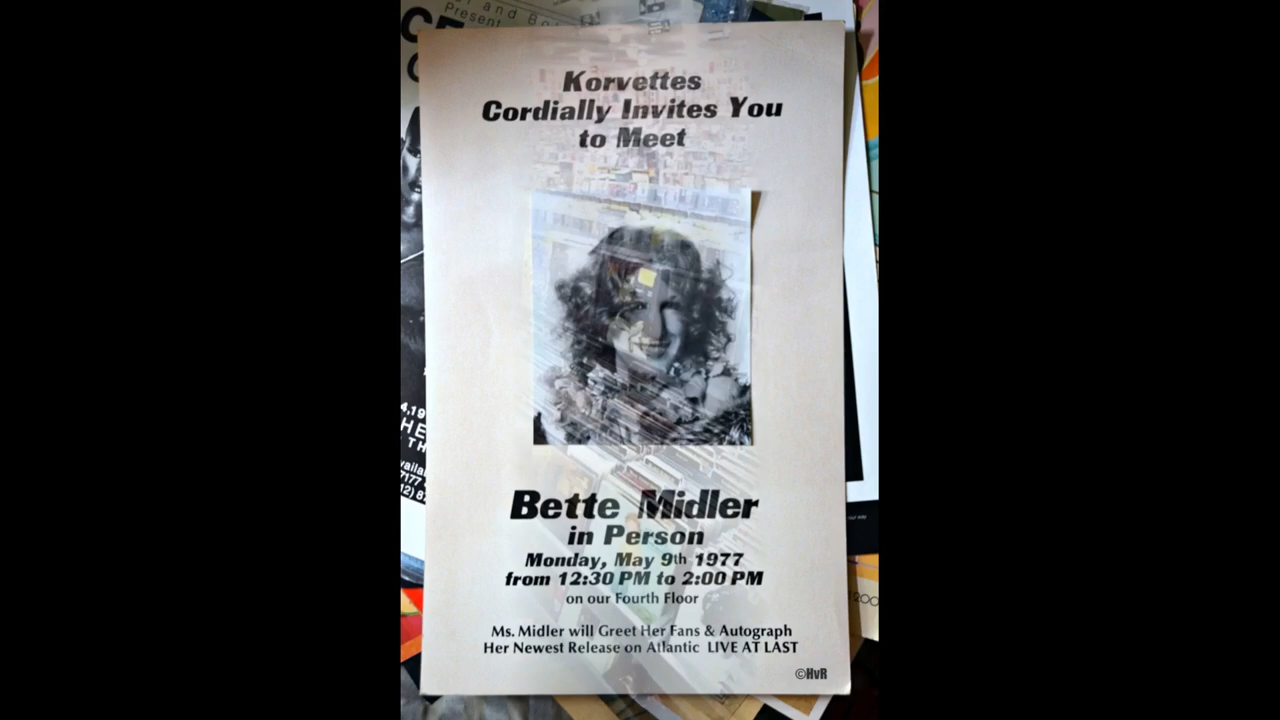 Present
Korvettes
Cordially Invites You
to Meet
Bette Midler
in Person
Monday, May 9th 1977
from 12:30 PM to 2:00 PM
on our Fourth Floor
Ms. Midler will Greet Her Fans & Autograph
Her Newest Release on Atlantic LIVE AT LAST
©HvR